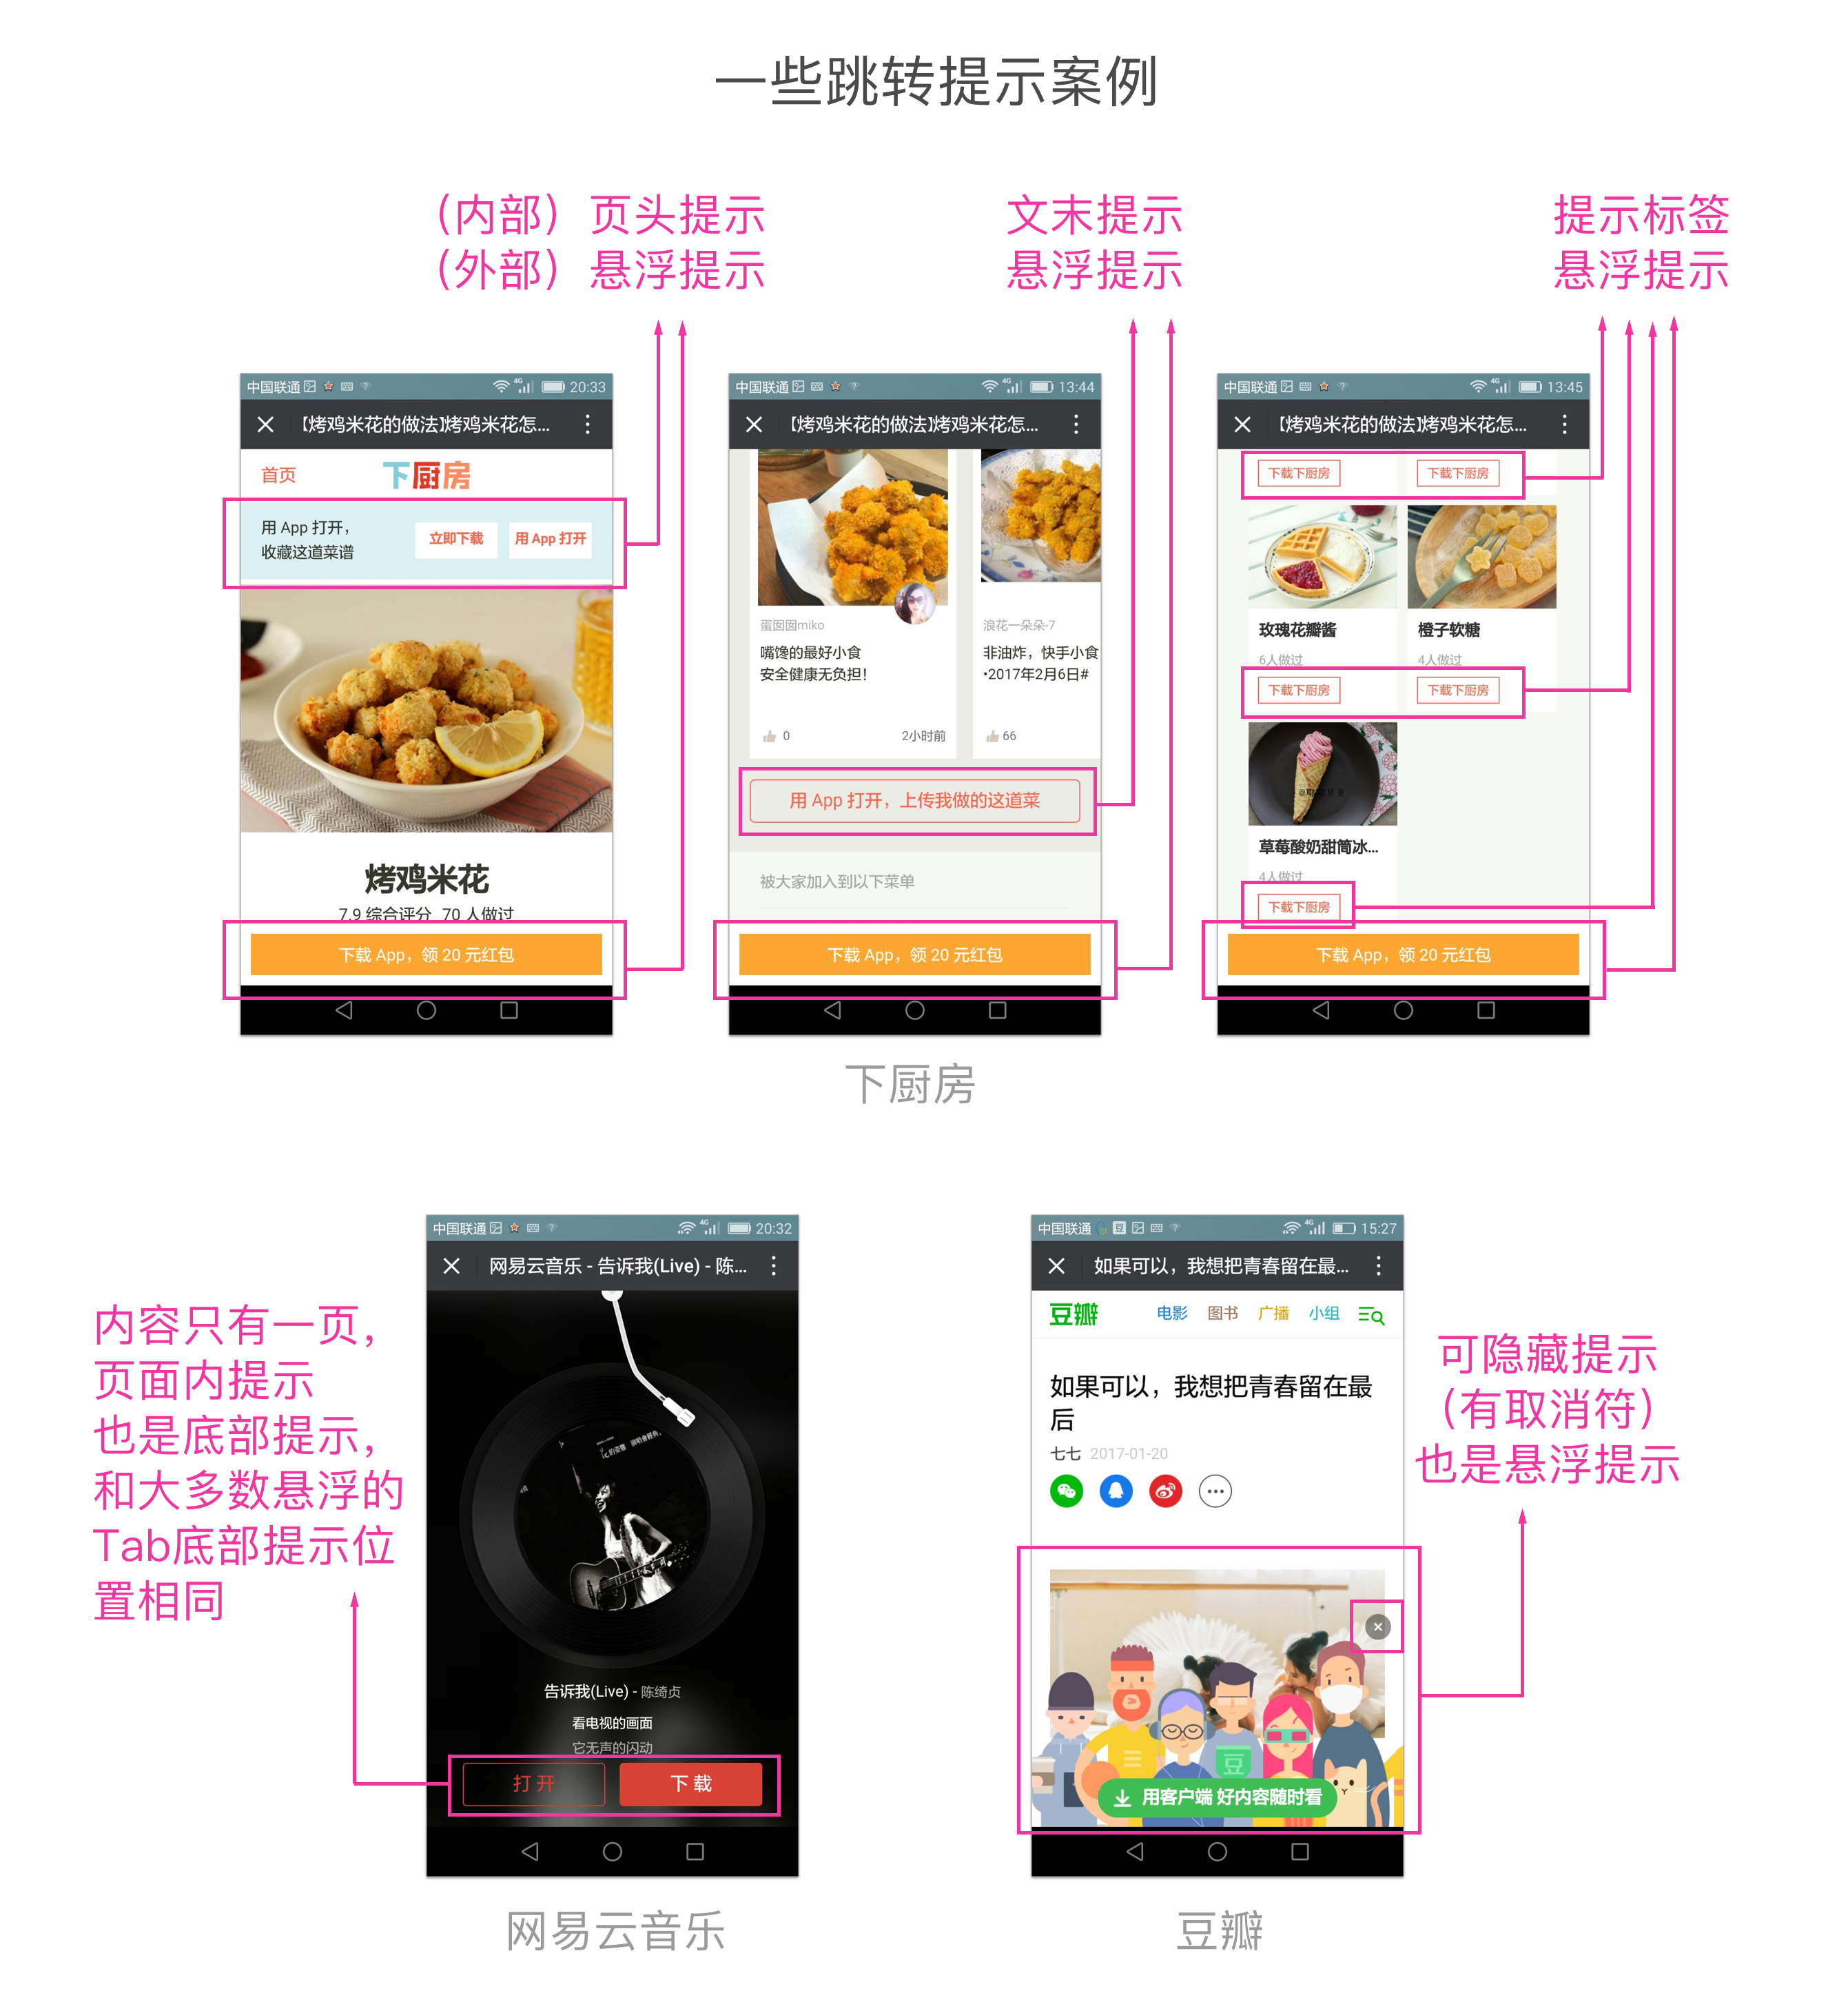 一些跳转提示案例
（内部）页头提示
（外部）悬浮提示
文末提示
悬浮提示
提示标签
悬浮提示
中国联通 4G 20:33
【烤鸡米花的做法】烤鸡米花怎...
首页 下厨房
用 App 打开，
收藏这道菜谱
立即下载 用 App 打开
烤鸡米花
7.9 综合评分 70 人做过
下载 App，领 20 元红包
中国联通 4G 13:44
【烤鸡米花的做法】烤鸡米花怎...
蛋囡囡miko
嘴馋的最好小食
安全健康无负担！
0 2小时前
浪花一朵朵-7
非油炸，快手小食
•2017年2月6日#
66
用 App 打开，上传我做的这道菜
被大家加入到以下菜单
下载 App，领 20 元红包
中国联通 4G 13:45
【烤鸡米花的做法】烤鸡米花怎...
下载下厨房 下载下厨房
玫瑰花瓣酱 橙子软糖
6人做过 4人做过
下载下厨房 下载下厨房
草莓酸奶甜筒冰...
4人做过
下载下厨房
下载 App，领 20 元红包
下厨房
内容只有一页，
页面内提示
也是底部提示，
和大多数悬浮的
Tab底部提示位
置相同
中国联通 4G 20:32
网易云音乐 - 告诉我(Live) - 陈...
告诉我(Live) - 陈绮贞
看电视的画面
它无声的闪动
打 开 下 载
网易云音乐
中国联通 豆 4G 15:27
如果可以，我想把青春留在最...
豆瓣 电影 图书 广播 小组
如果可以，我想把青春留在最
后
七七 2017-01-20
豆
用客户端 好内容随时看
可隐藏提示
（有取消符）
也是悬浮提示
豆瓣